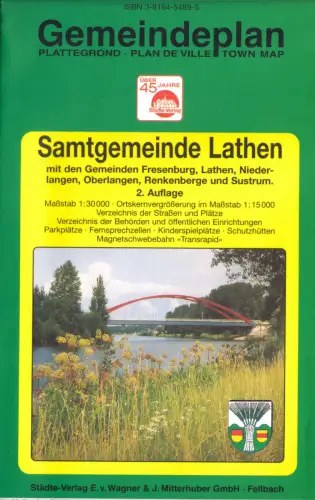 ISBN 3-8164-5489-5
Gemeindeplan
PLATTEGROND · PLAN DE VILLE TOWN MAP
ÜBER
45 JAHRE
Städte-Verlag
Samtgemeinde Lathen
mit den Gemeinden Fresenburg, Lathen, Nieder-
langen, Oberlangen, Renkenberge und Sustrum.
2. Auflage
Maßstab 1:30000 · Ortskernvergrößerung im Maßstab 1:15000
Verzeichnis der Straßen und Plätze
Verzeichnis der Behörden und öffentlichen Einrichtungen
Parkplätze · Fernsprechzellen · Kinderspielplätze · Schutzhütten
Magnetschwebebahn »Transrapid«
Städte-Verlag E. v. Wagner & J. Mitterhuber GmbH · Fellbach